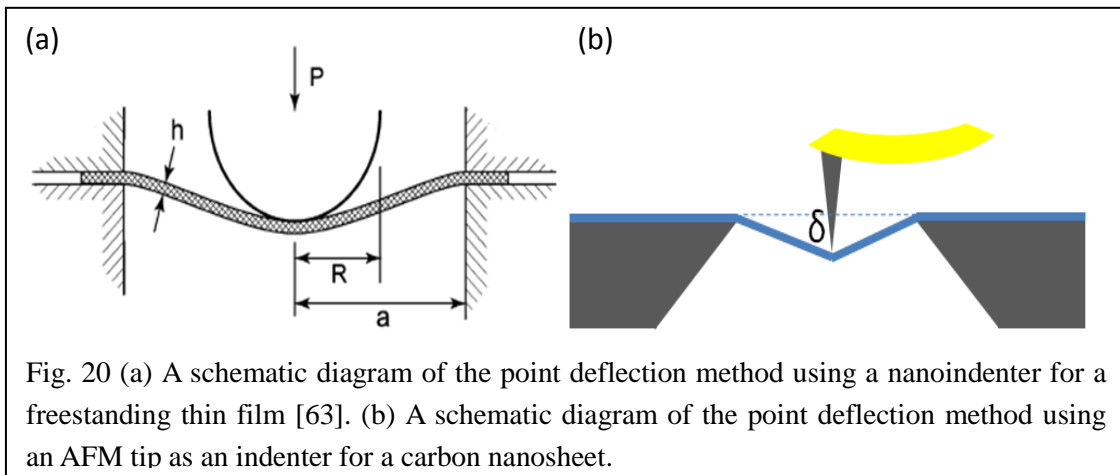 (a)
(b)
P
h
δ
R
a
Fig. 20 (a) A schematic diagram of the point deflection method using a nanoindenter for a
freestanding thin film [63]. (b) A schematic diagram of the point deflection method using
an AFM tip as an indenter for a carbon nanosheet.